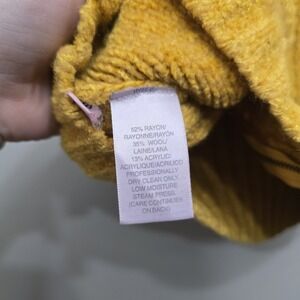 52% RAYON/
RAYONNE/RAYON
35% WOOL/
LAINE/LANA
13% ACRYLIC/
ACRYLIQUE/ACRILICO
PROFESSIONALLY
DRY CLEAN ONLY.
LOW MOISTURE
STEAM PRESS.
(CARE CONTINUED
ON BACK)